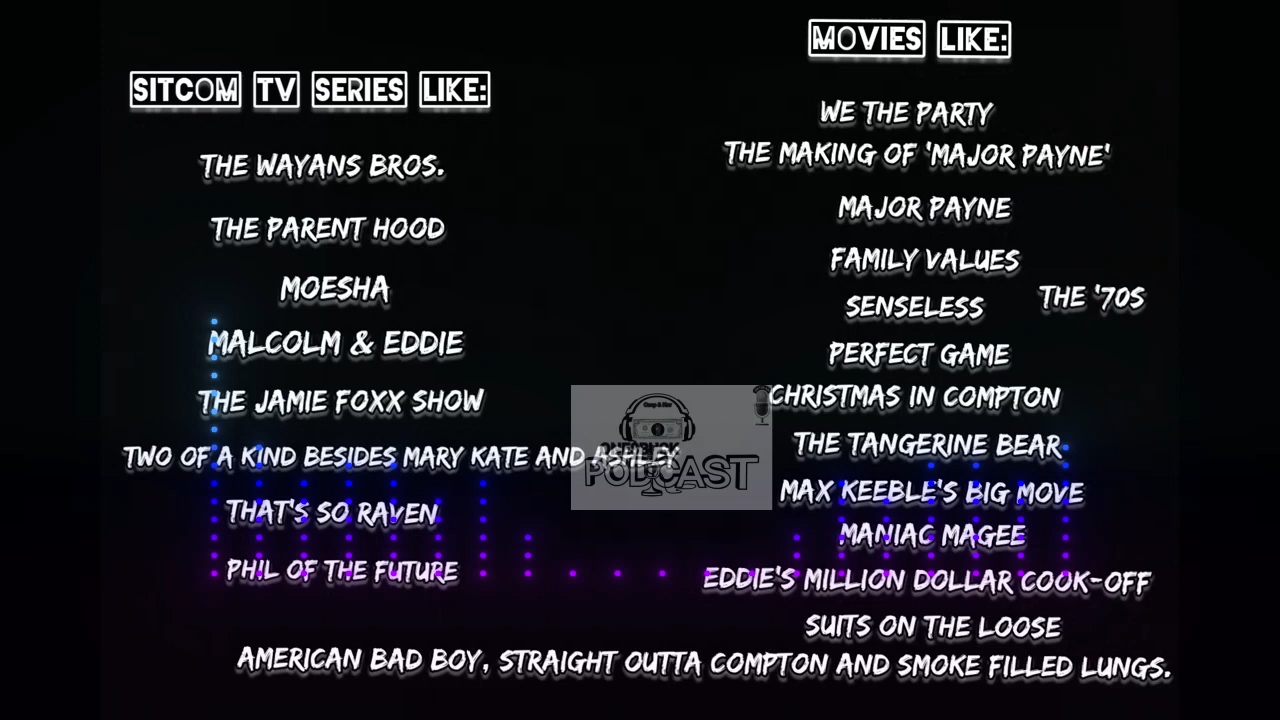 SITCOM TV SERIES LIKE:
THE WAYANS BROS.
THE PARENT HOOD
MOESHA
MALCOLM & EDDIE
THE JAMIE FOXX SHOW
TWO OF A KIND BESIDES MARY KATE AND ASHLEY
THAT'S SO RAVEN
PHIL OF THE FUTURE
MOVIES LIKE:
WE THE PARTY
THE MAKING OF 'MAJOR PAYNE'
MAJOR PAYNE
FAMILY VALUES
SENSELESS
THE '70S
PERFECT GAME
CHRISTMAS IN COMPTON
THE TANGERINE BEAR
MAX KEEBLE'S BIG MOVE
MANIAC MAGEE
EDDIE'S MILLION DOLLAR COOK-OFF
SUITS ON THE LOOSE
AMERICAN BAD BOY, STRAIGHT OUTTA COMPTON AND SMOKE FILLED LUNGS.
PODCAST